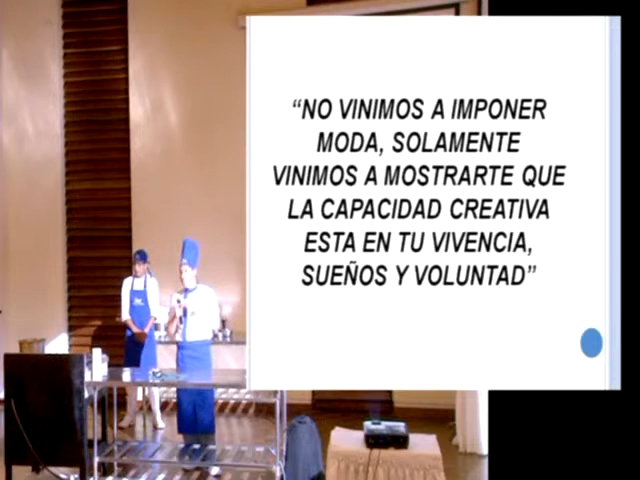 “NO VINIMOS A IMPONER
MODA, SOLAMENTE
VINIMOS A MOSTRARTE QUE
LA CAPACIDAD CREATIVA
ESTA EN TU VIVENCIA,
SUEÑOS Y VOLUNTAD”